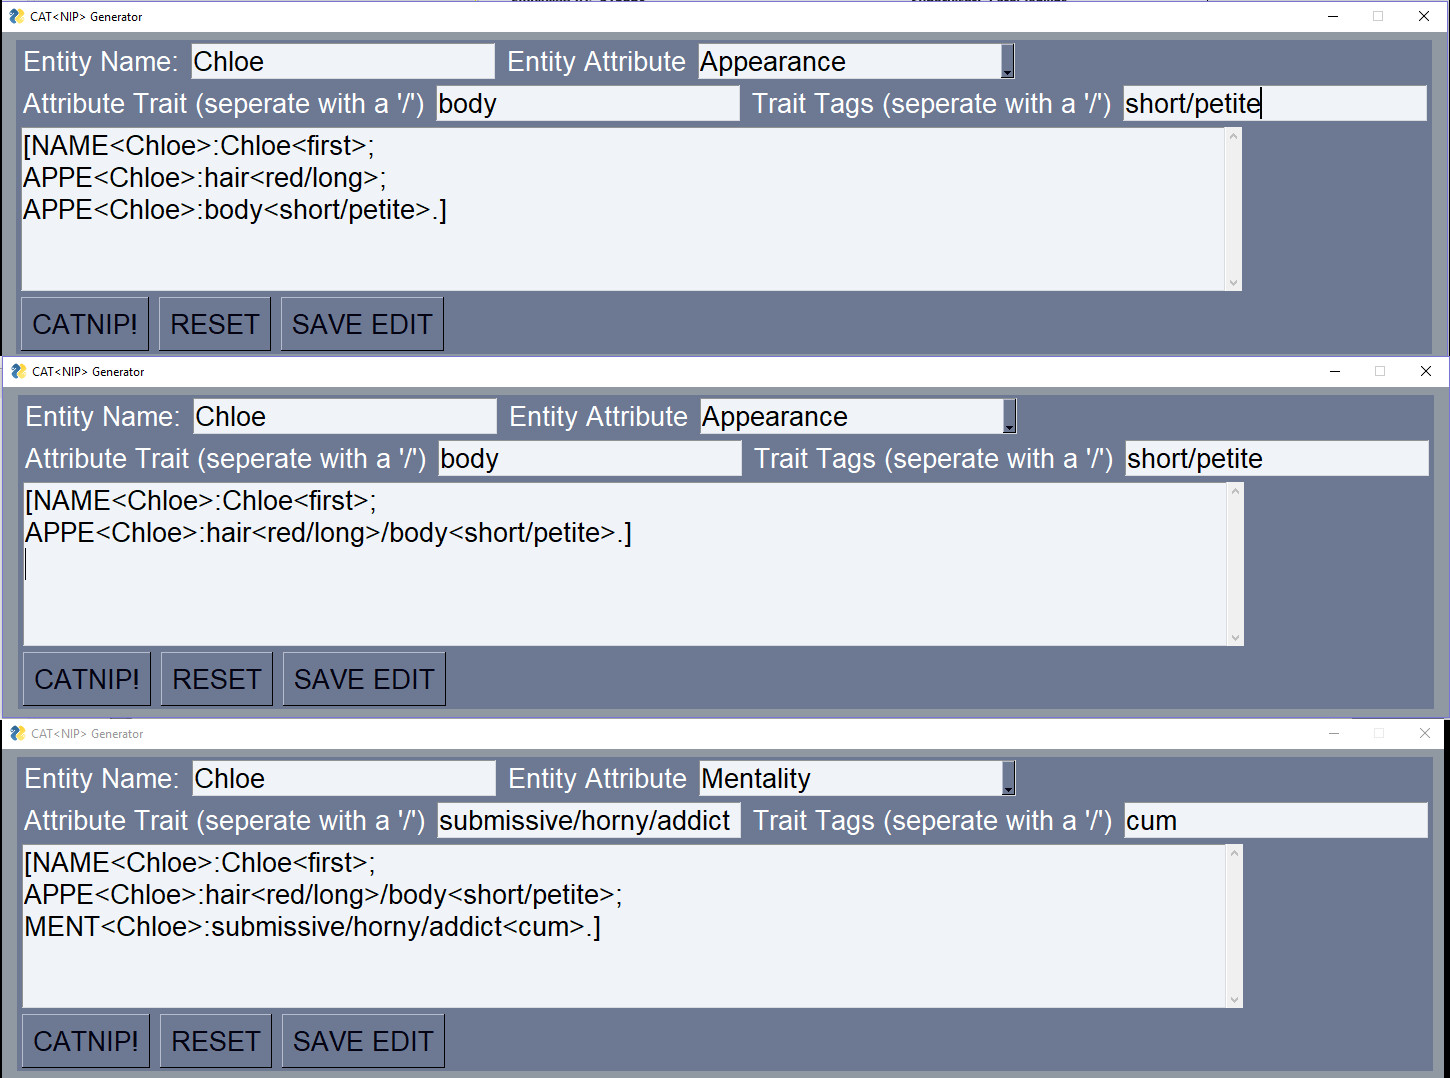 CAT<NIP> Generator
Entity Name: Chloe Entity Attribute Appearance
Attribute Trait (seperate with a '/') body Trait Tags (seperate with a '/') short/petite
[NAME<Chloe>:Chloe<first>;
APPE<Chloe>:hair<red/long>;
APPE<Chloe>:body<short/petite>.]
CATNIP! RESET SAVE EDIT
CAT<NIP> Generator
Entity Name: Chloe Entity Attribute Appearance
Attribute Trait (seperate with a '/') body Trait Tags (seperate with a '/') short/petite
[NAME<Chloe>:Chloe<first>;
APPE<Chloe>:hair<red/long>/body<short/petite>.]
CATNIP! RESET SAVE EDIT
CAT<NIP> Generator
Entity Name: Chloe Entity Attribute Mentality
Attribute Trait (seperate with a '/') submissive/horny/addict Trait Tags (seperate with a '/') cum
[NAME<Chloe>:Chloe<first>;
APPE<Chloe>:hair<red/long>/body<short/petite>;
MENT<Chloe>:submissive/horny/addict<cum>.]
CATNIP! RESET SAVE EDIT